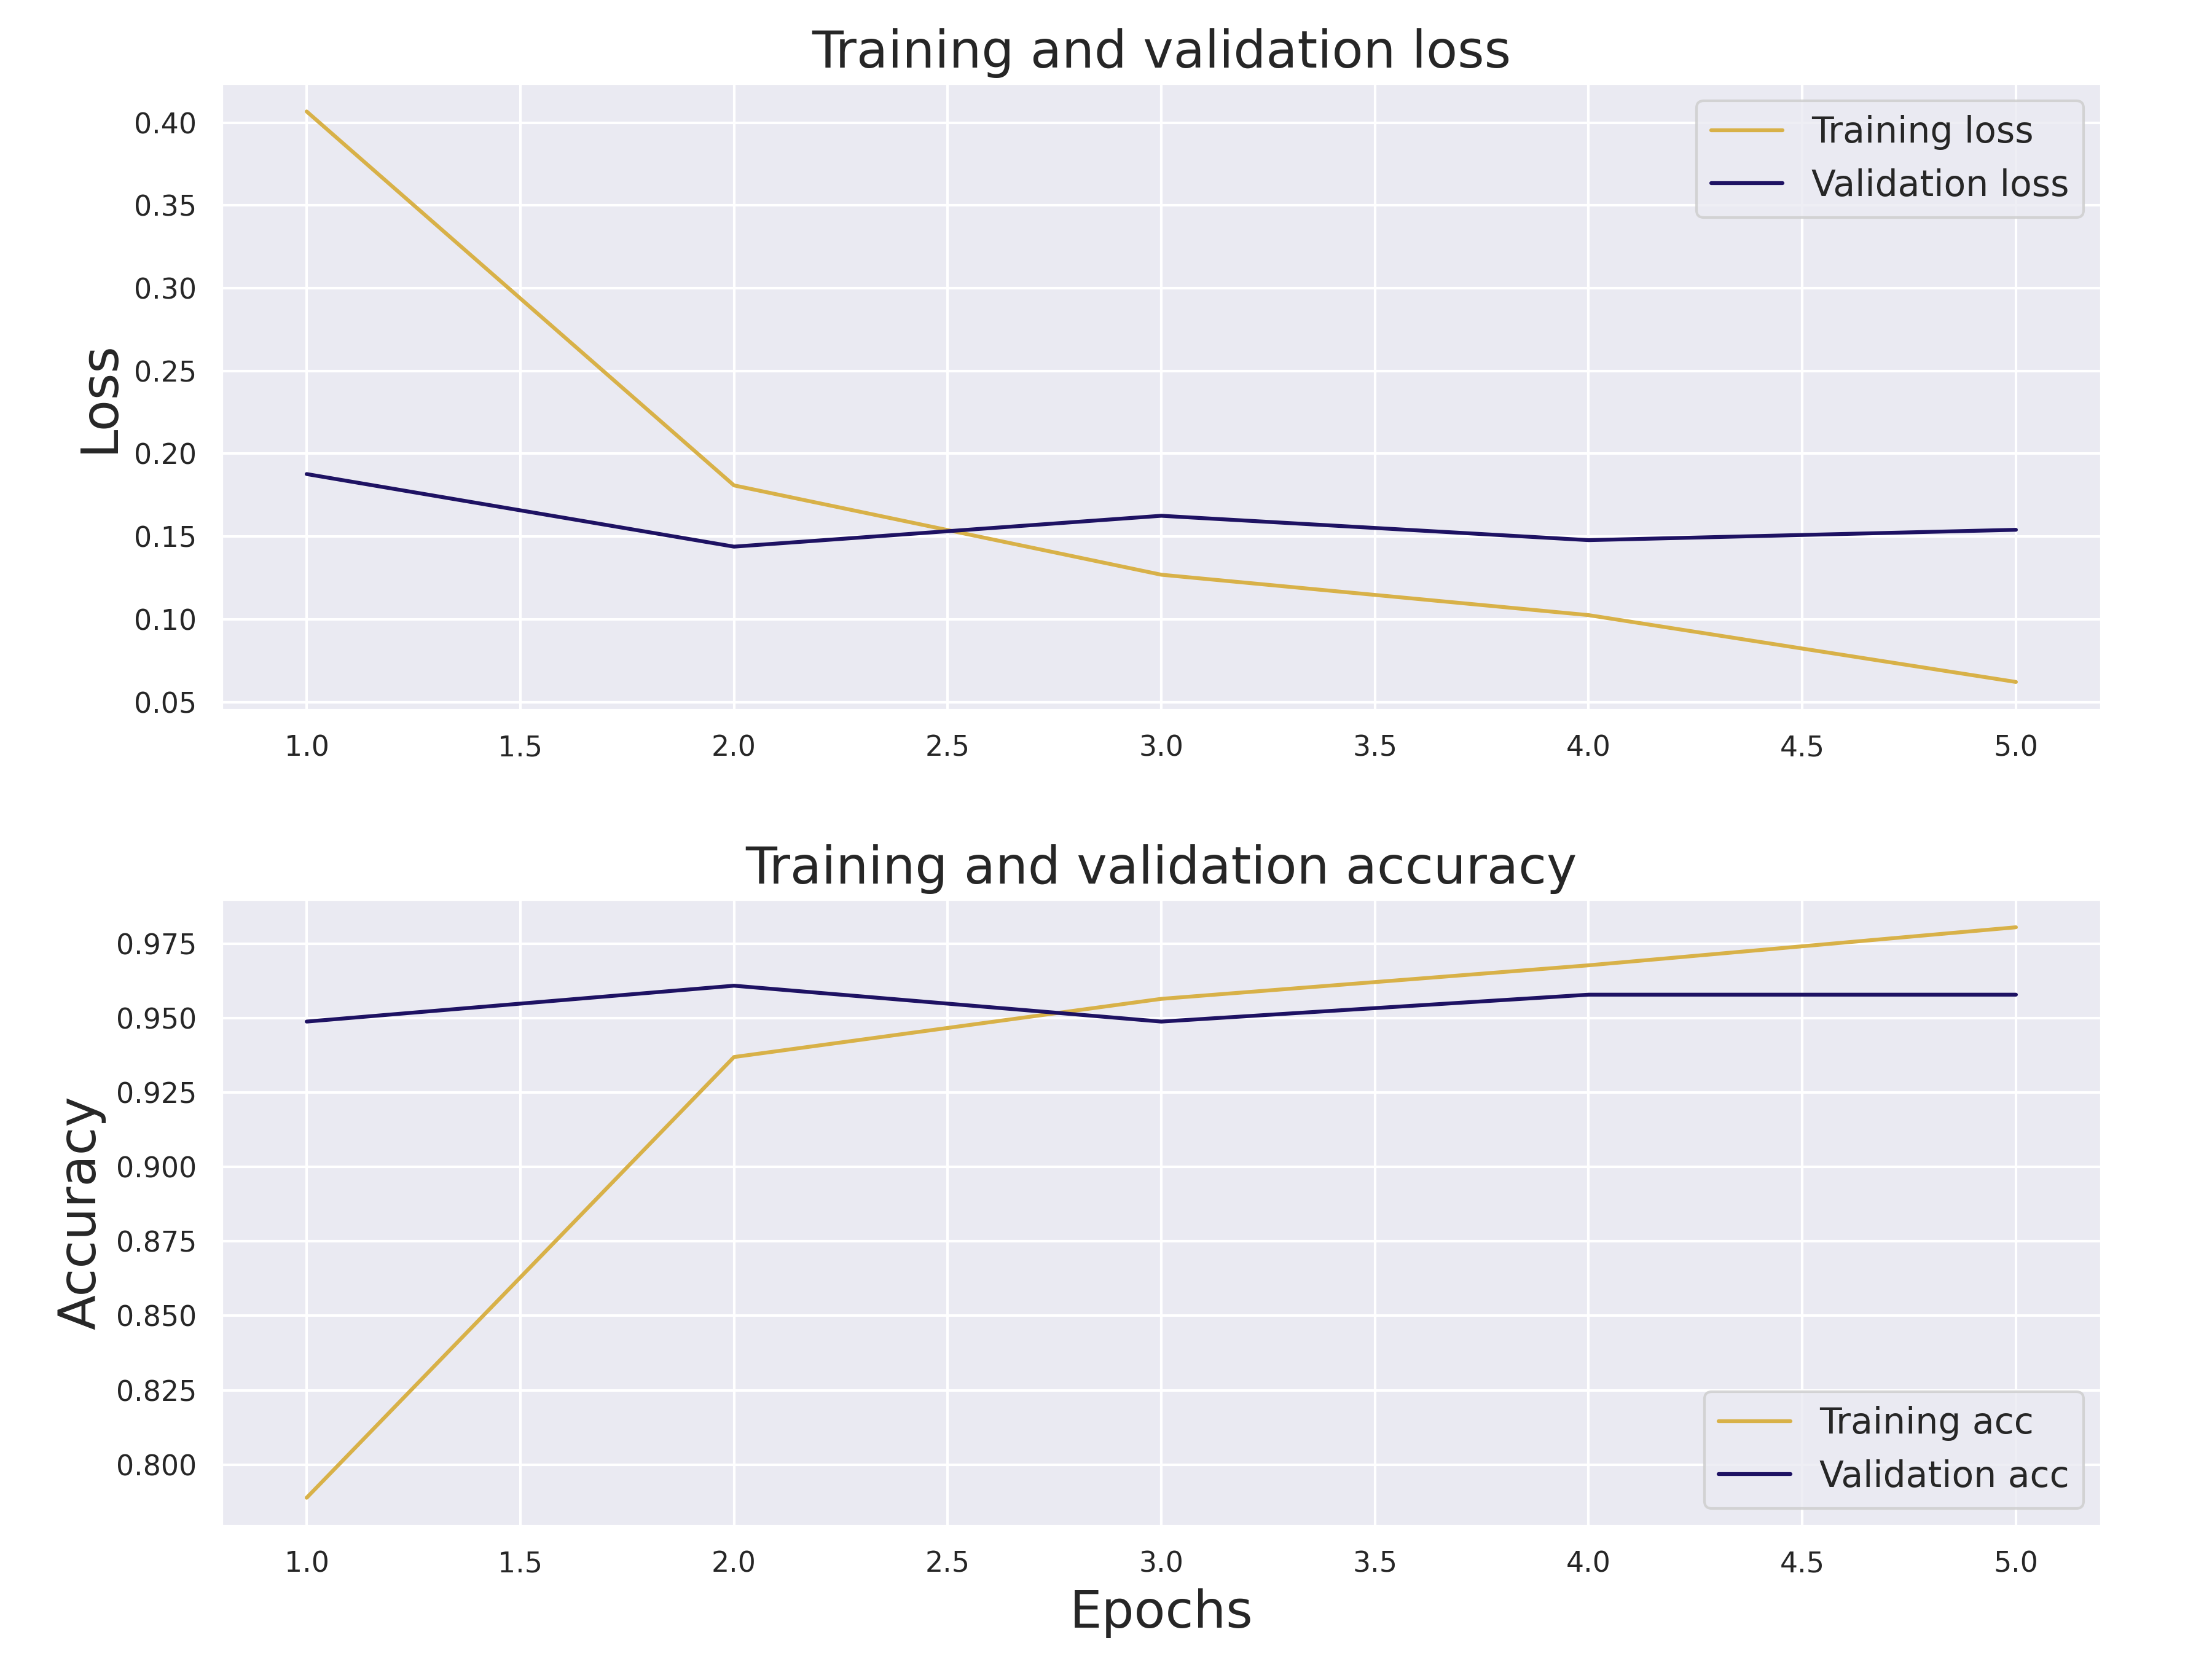 Training and validation loss
0.40
0.35
0.30
0.25
0.20
0.15
0.10
0.05
Loss
Training loss
Validation loss
1.0 1.5 2.0 2.5 3.0 3.5 4.0 4.5 5.0
Training and validation accuracy
0.975
0.950
0.925
0.900
0.875
0.850
0.825
0.800
Accuracy
Training acc
Validation acc
1.0 1.5 2.0 2.5 3.0 3.5 4.0 4.5 5.0
Epochs